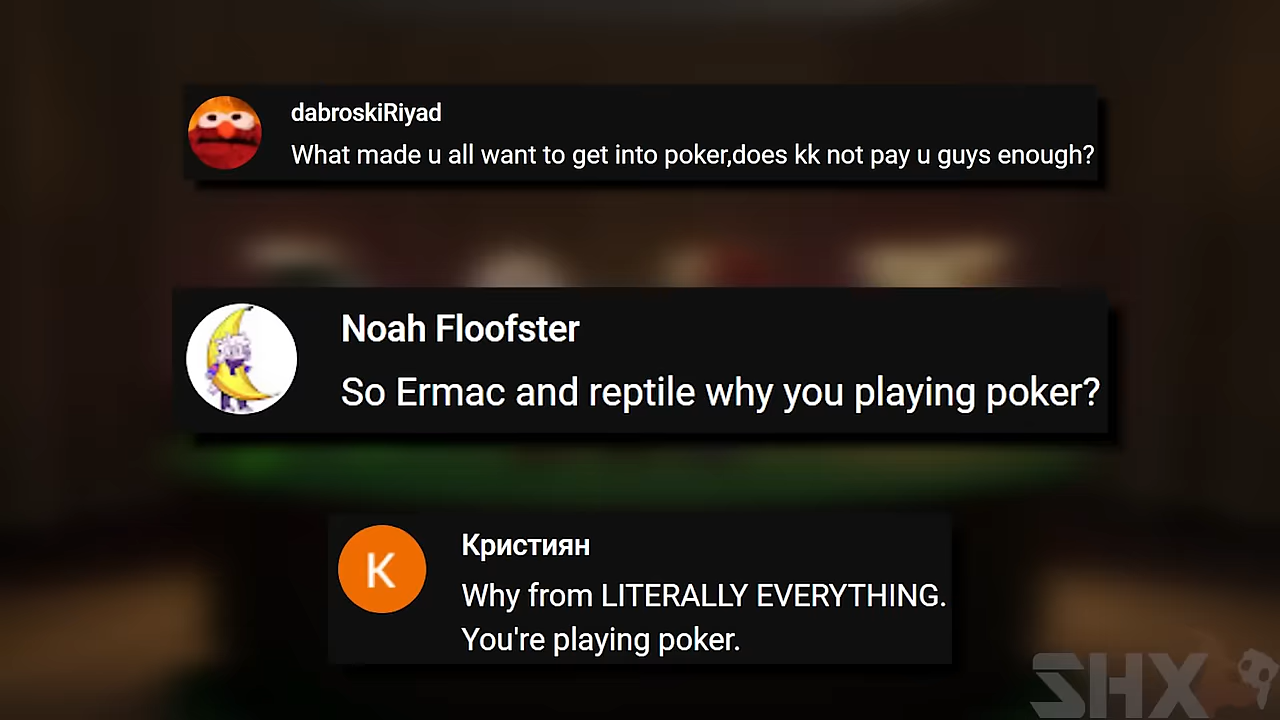 dabroskiRiyad
What made u all want to get into poker,does kk not pay u guys enough?
Noah Floofster
So Ermac and reptile why you playing poker?
K
Кристиян
Why from LITERALLY EVERYTHING.
You're playing poker.
SHX